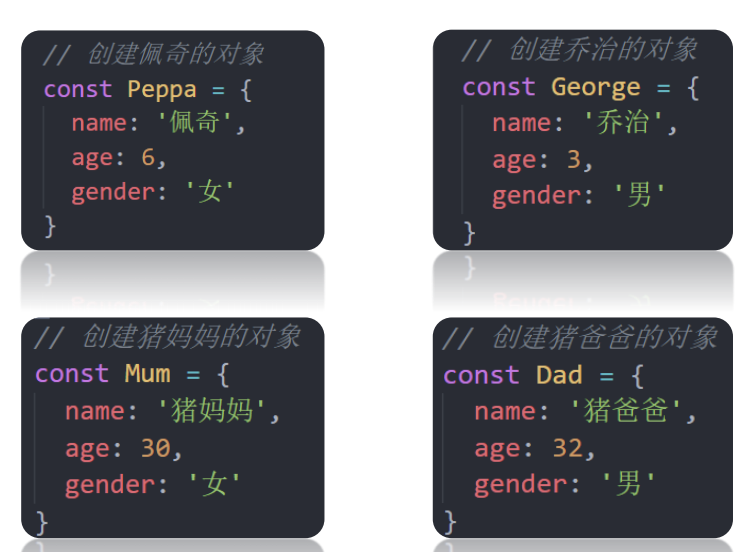 // 创建佩奇的对象
const Peppa = {
  name: '佩奇',
  age: 6,
  gender: '女'
}
// 创建乔治的对象
const George = {
  name: '乔治',
  age: 3,
  gender: '男'
}
// 创建猪妈妈的对象
const Mum = {
  name: '猪妈妈',
  age: 30,
  gender: '女'
}
// 创建猪爸爸的对象
const Dad = {
  name: '猪爸爸',
  age: 32,
  gender: '男'
}